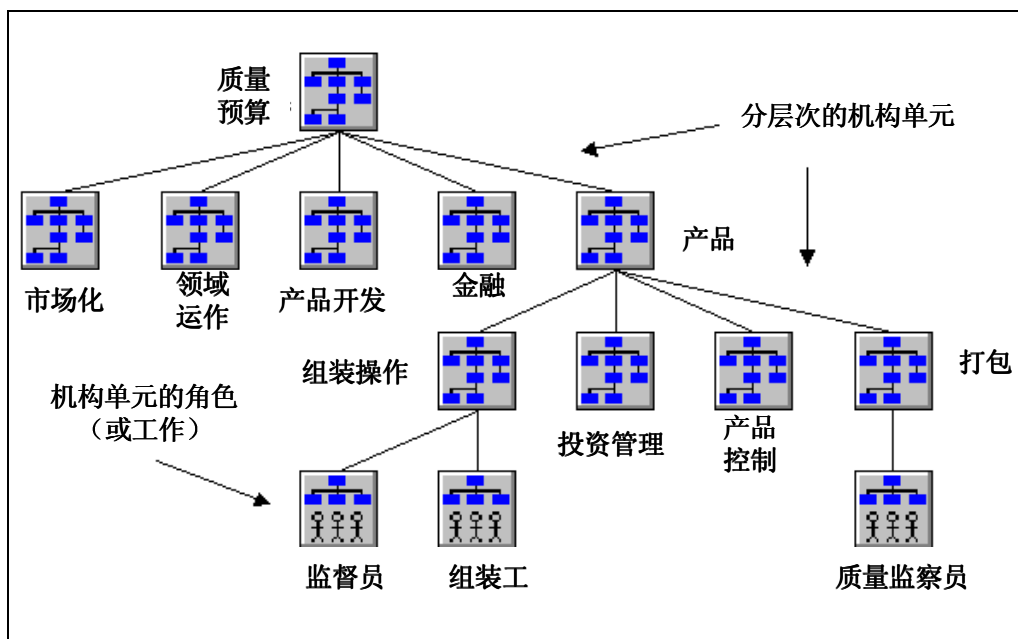 质量
预算
分层次的机构单元
产品
市场化
领域
运作
产品开发
金融
组装操作
打包
机构单元的角色
（或工作）
投资管理
产品
控制
监督员
组装工
质量监察员